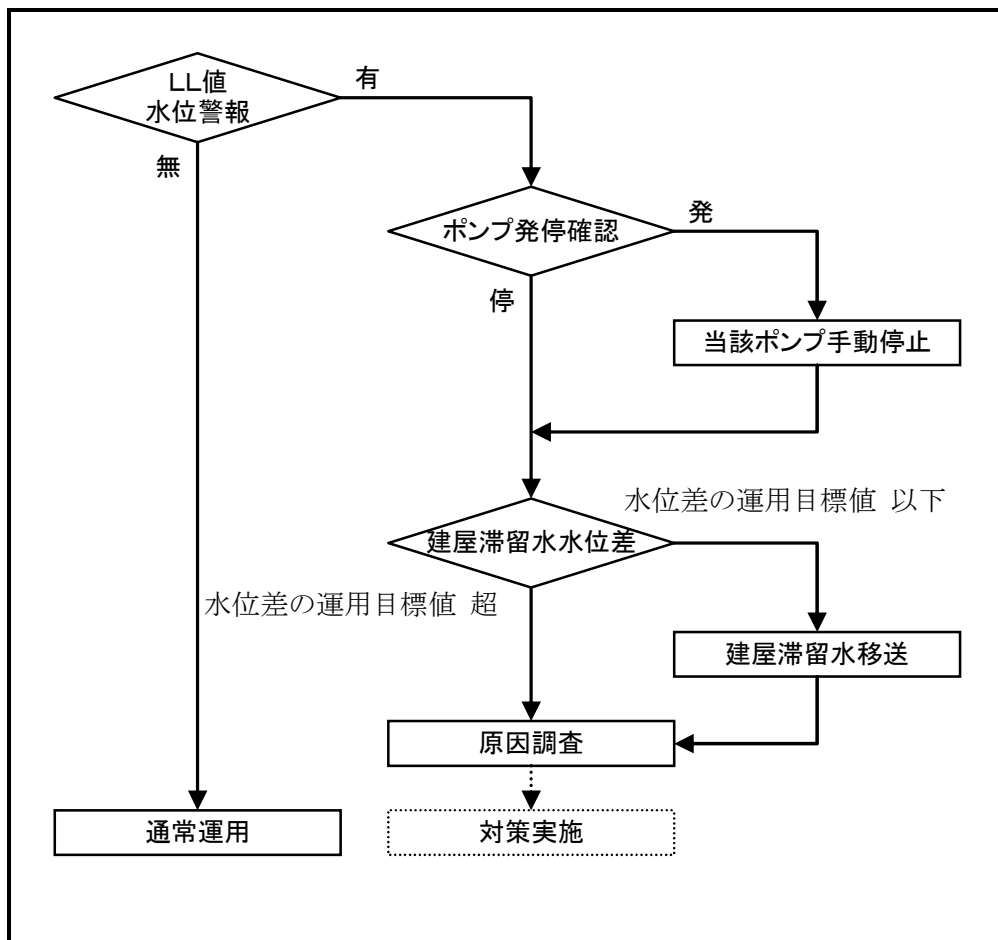 LL値
水位警報
有
無
ポンプ発停確認
発
停
当該ポンプ手動停止
水位差の運用目標値 以下
建屋滞留水水位差
水位差の運用目標値 超
建屋滞留水移送
原因調査
通常運用
対策実施